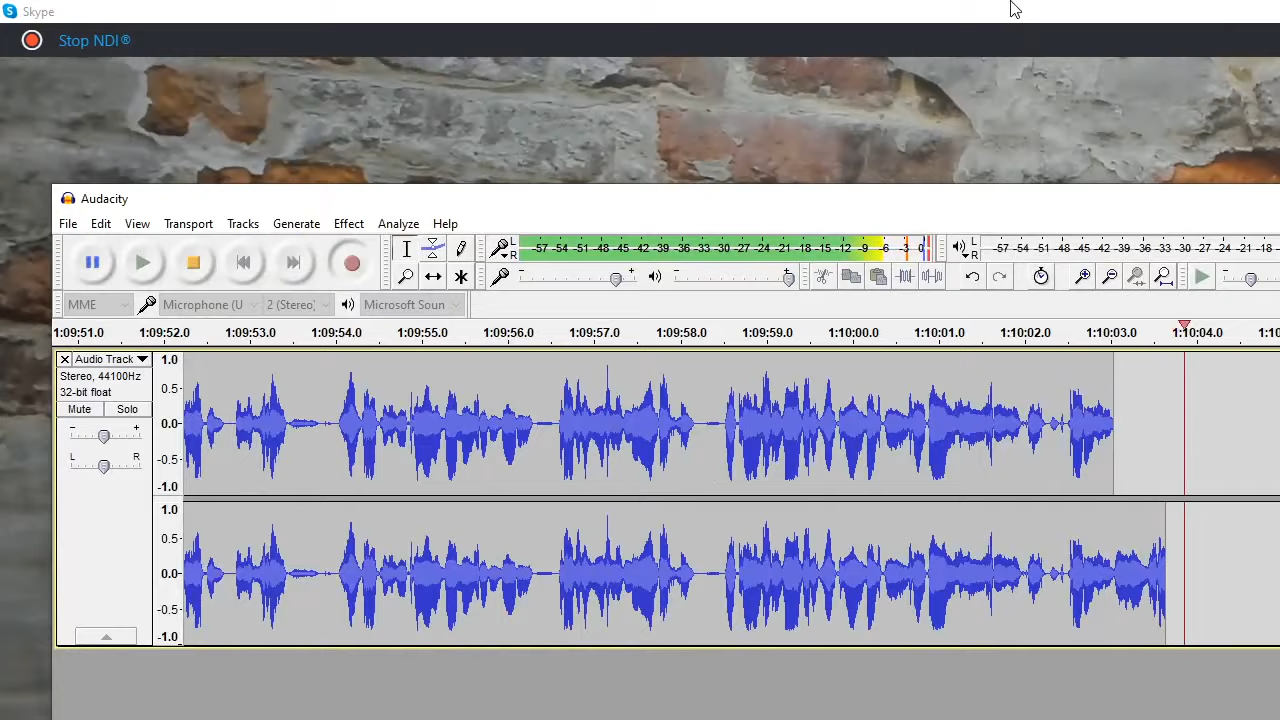 S Skype
Stop NDI®
Audacity
File Edit View Transport Tracks Generate Effect Analyze Help
L R -57 -54 -51 -48 -45 -42 -39 -36 -33 -30 -27 -24 -21 -18 -15 -12 -9 -6 -3 0 L R -57 -54 -51 -48 -45 -42 -39 -36 -33 -30 -27 -24 -21 -18
- + - +
MME Microphone (U 2 (Stereo) Microsoft Soun
1:09:51.0 1:09:52.0 1:09:53.0 1:09:54.0 1:09:55.0 1:09:56.0 1:09:57.0 1:09:58.0 1:09:59.0 1:10:00.0 1:10:01.0 1:10:02.0 1:10:03.0 1:10:04.0 1:10:0
X Audio Track 1.0
Stereo, 44100Hz
32-bit float 0.5
Mute Solo
- + 0.0
L R -0.5
-1.0
1.0
0.5
0.0
-0.5
-1.0